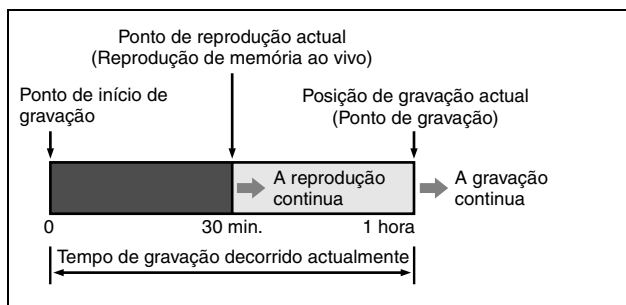 Ponto de reprodução actual
(Reprodução de memória ao vivo)
Ponto de início de
gravação
Posição de gravação actual
(Ponto de gravação)
A reprodução
continua
A gravação
continua
0
30 min.
1 hora
Tempo de gravação decorrido actualmente